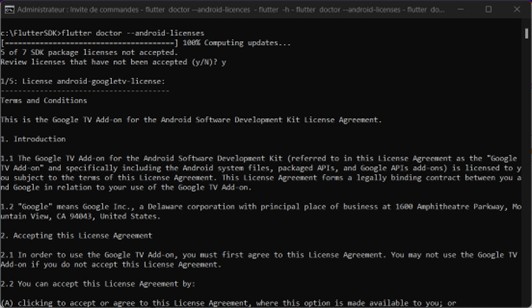 Administrateur : Invite de commandes - flutter doctor --android-licences - flutter -h - flutter doctor --android-licenses
c:\FlutterSDK>flutter doctor --android-licenses
[=======================================] 100% Computing updates...
5 of 7 SDK package licenses not accepted.
Review licenses that have not been accepted (y/N)? y
1/5: License android-googletv-license:
---------------------------------------
Terms and Conditions
This is the Google TV Add-on for the Android Software Development Kit License Agreement.
1. Introduction
1.1 The Google TV Add-on for the Android Software Development Kit (referred to in this License Agreement as the "Google
TV Add-on" and specifically including the Android system files, packaged APIs, and Google APIs add-ons) is licensed to y
ou subject to the terms of this License Agreement. This License Agreement forms a legally binding contract between you a
nd Google in relation to your use of the Google TV Add-on.
1.2 "Google" means Google Inc., a Delaware corporation with principal place of business at 1600 Amphitheatre Parkway, Mo
untain View, CA 94043, United States.
2. Accepting this License Agreement
2.1 In order to use the Google TV Add-on, you must first agree to this License Agreement. You may not use the Google TV
Add-on if you do not accept this License Agreement.
2.2 You can accept this License Agreement by:
(A) clicking to accept or agree to this License Agreement, where this option is made available to you; or